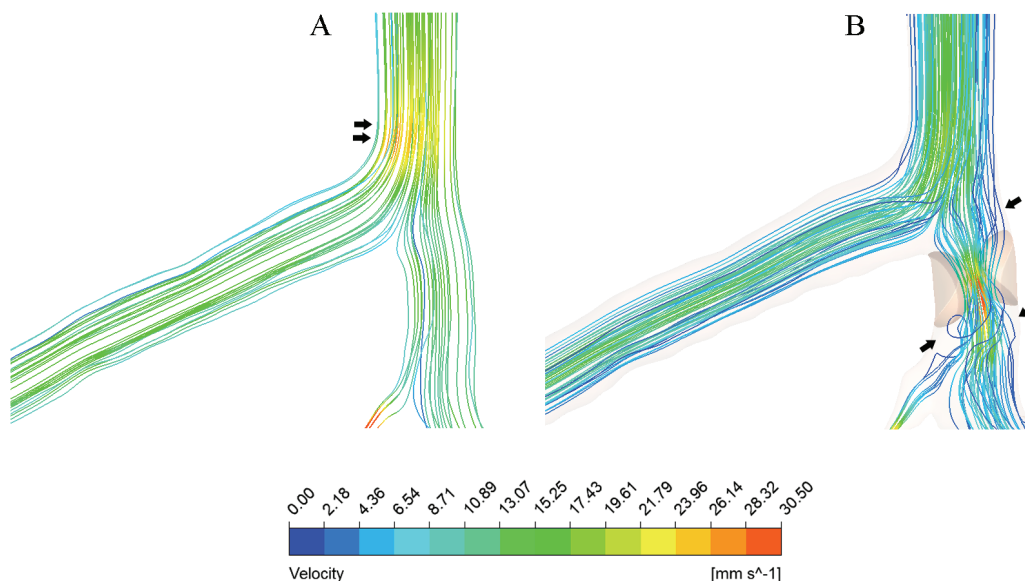 A
B
0.00 2.18 4.36 6.54 8.71 10.89 13.07 15.25 17.43 19.61 21.79 23.96 26.14 28.32 30.50
Velocity [mm s^-1]